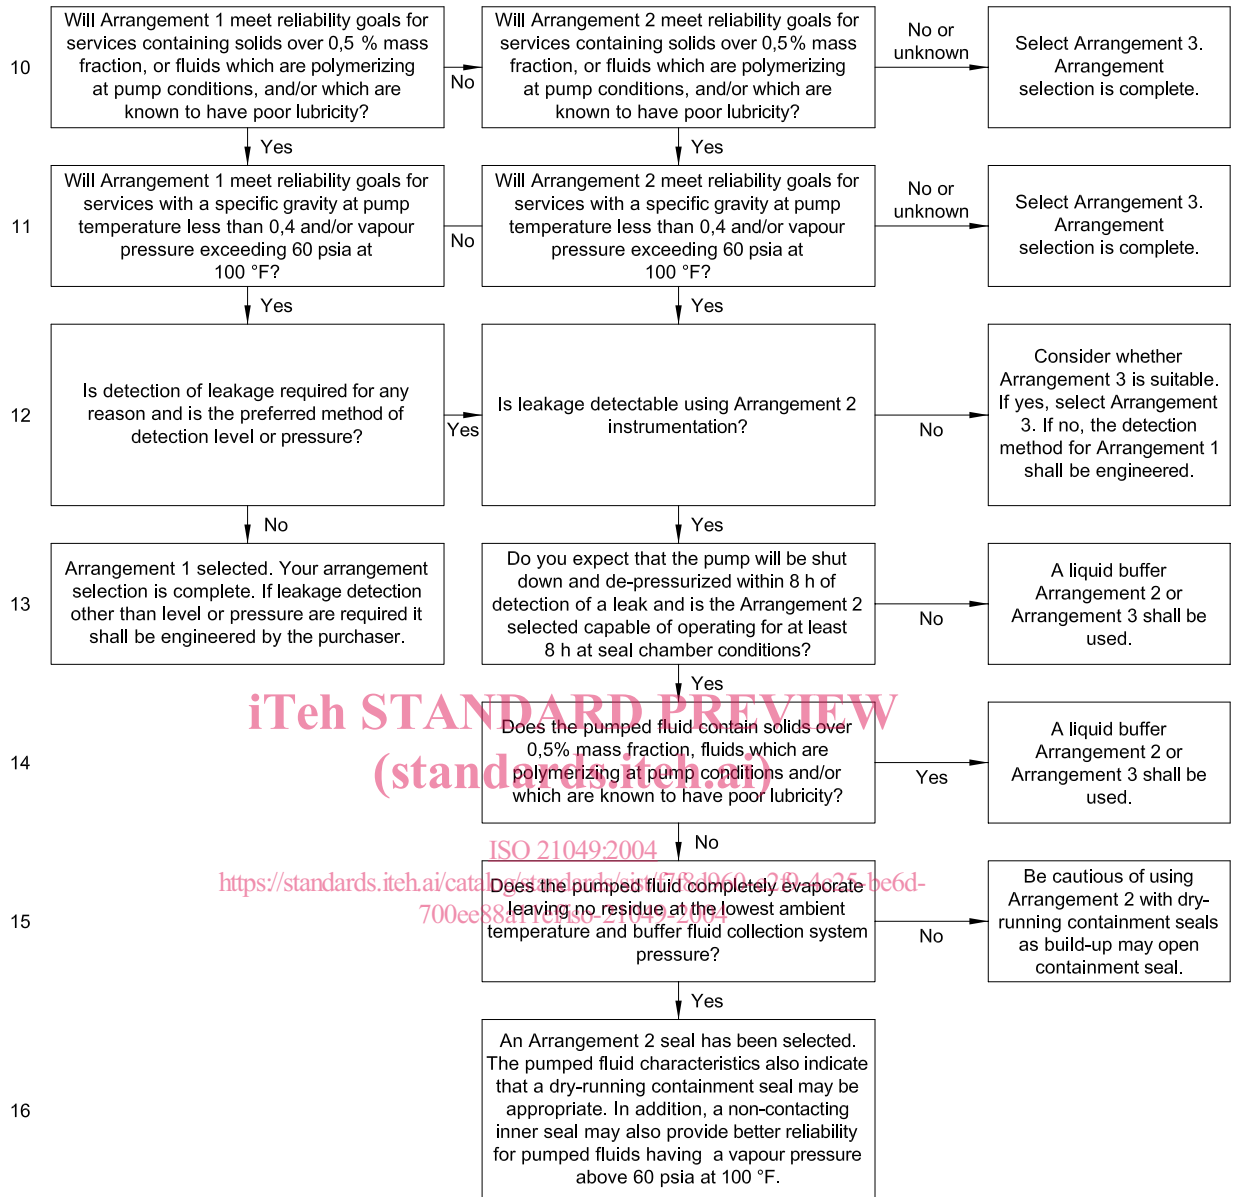 10
Will Arrangement 1 meet reliability goals for
services containing solids over 0,5 % mass
fraction, or fluids which are polymerizing
at pump conditions, and/or which are
known to have poor lubricity?
No
Will Arrangement 2 meet reliability goals for
services containing solids over 0,5% mass
fraction, or fluids which are polymerizing
at pump conditions, and/or which are
known to have poor lubricity?
No or
unknown
Select Arrangement 3.
Arrangement
selection is complete.
Yes
Yes
11
Will Arrangement 1 meet reliability goals for
services with a specific gravity at pump
temperature less than 0,4 and/or vapour
pressure exceeding 60 psia at
100 °F?
No
Will Arrangement 2 meet reliability goals for
services with a specific gravity at pump
temperature less than 0,4 and/or vapour
pressure exceeding 60 psia at
100 °F?
No or
unknown
Select Arrangement 3.
Arrangement
selection is complete.
Yes
Yes
12
Is detection of leakage required for any
reason and is the preferred method of
detection level or pressure?
Yes
Is leakage detectable using Arrangement 2
instrumentation?
No
Consider whether
Arrangement 3 is suitable.
If yes, select Arrangement
3. If no, the detection
method for Arrangement 1
shall be engineered.
No
Yes
13
Arrangement 1 selected. Your arrangement
selection is complete. If leakage detection
other than level or pressure are required it
shall be engineered by the purchaser.
Do you expect that the pump will be shut
down and de-pressurized within 8 h of
detection of a leak and is the Arrangement 2
selected capable of operating for at least
8 h at seal chamber conditions?
No
A liquid buffer
Arrangement 2 or
Arrangement 3 shall be
used.
Yes
iTeh STANDARD PREVIEW
(standards.iteh.ai)
14
Does the pumped fluid contain solids over
0,5% mass fraction, fluids which are
polymerizing at pump conditions and/or
which are known to have poor lubricity?
Yes
A liquid buffer
Arrangement 2 or
Arrangement 3 shall be
used.
No
ISO 21049:2004
https://standards.iteh.ai/catalog/standards/sist/
700ee88a11cf/iso-21049-2004
15
Does the pumped fluid completely evaporate
leaving no residue at the lowest ambient
temperature and buffer fluid collection system
pressure?
No
Be cautious of using
Arrangement 2 with dry-
running containment seals
as build-up may open
containment seal.
Yes
16
An Arrangement 2 seal has been selected.
The pumped fluid characteristics also indicate
that a dry-running containment seal may be
appropriate. In addition, a non-contacting
inner seal may also provide better reliability
for pumped fluids having a vapour pressure
above 60 psia at 100 °F.